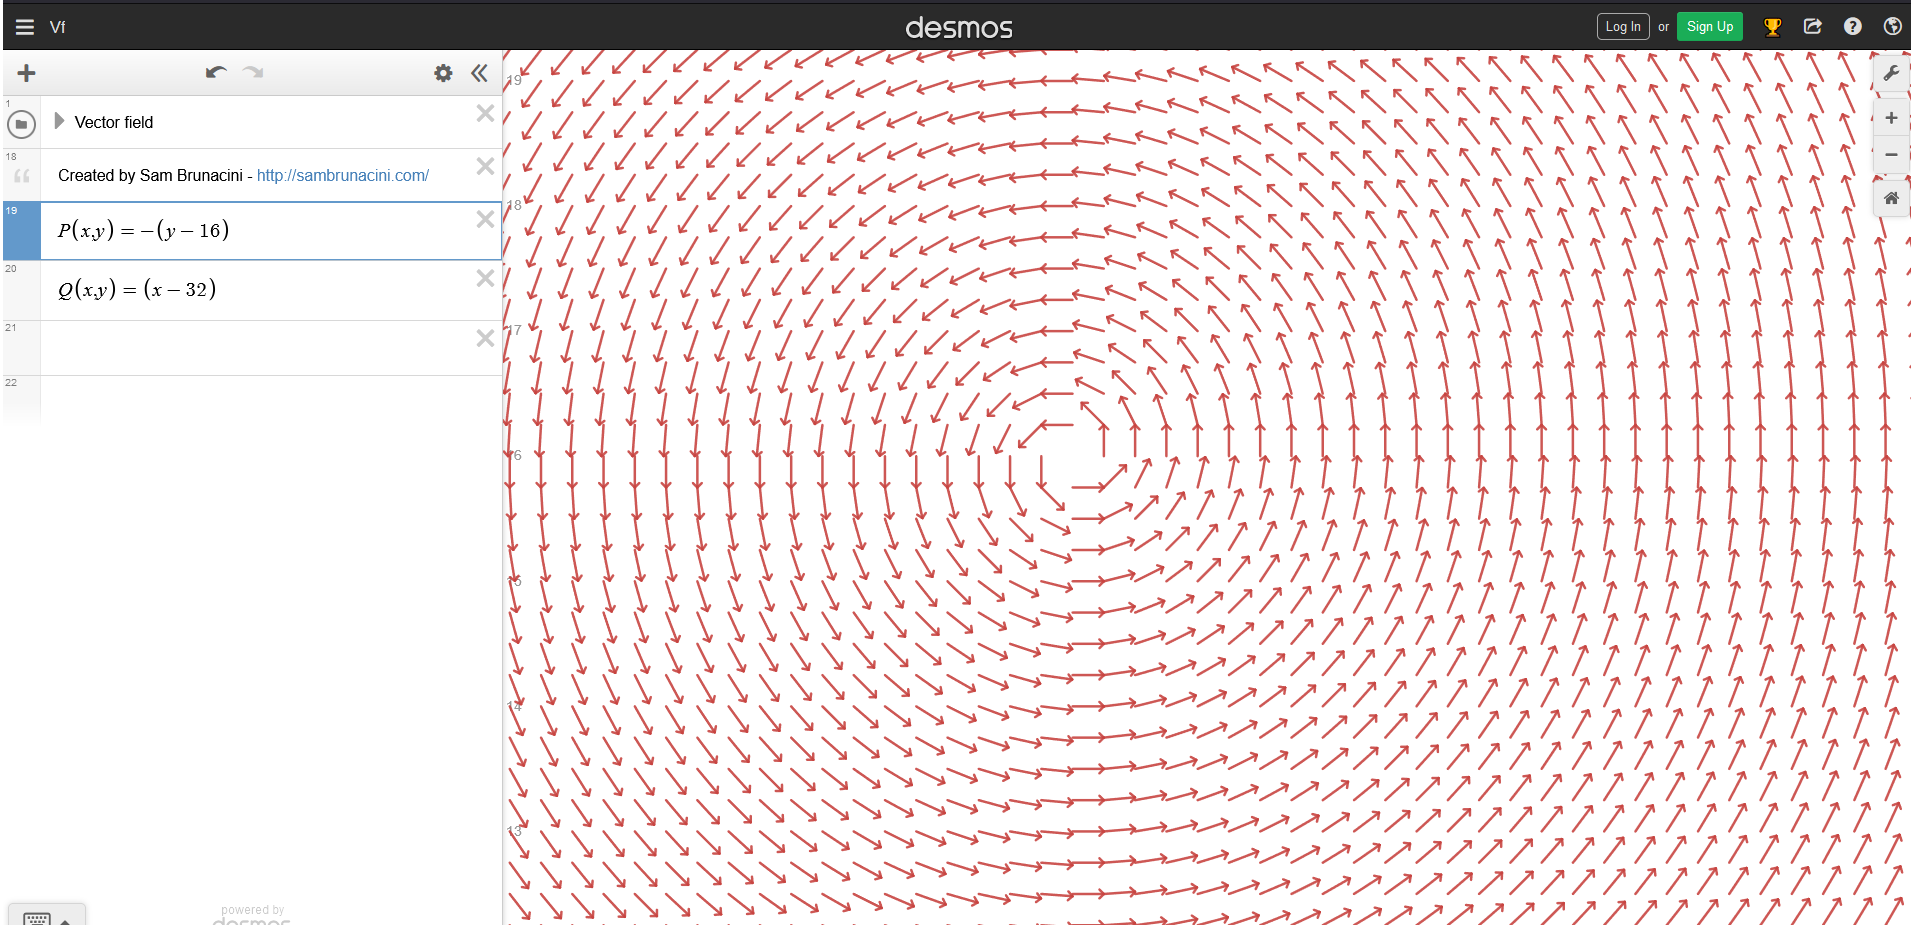 Vf
desmos
Log In or Sign Up
1
Vector field
18
Created by Sam Brunacini - http://sambrunacini.com/
19
P(x,y) = −(y − 16)
20
Q(x,y) = (x − 32)
21
22
powered by
desmos
19
18
17
16
15
14
13